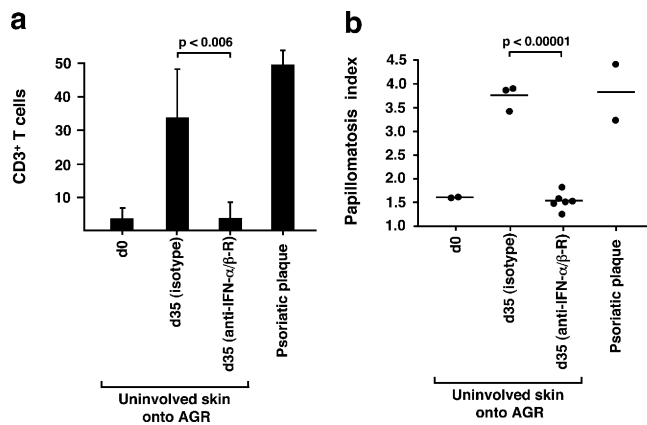 a
p < 0.006
CD3+ T cells
50
40
30
20
10
d0
d35 (isotype)
d35 (anti-IFN-α/β-R)
Psoriatic plaque
Uninvolved skin
onto AGR
b
p < 0.00001
Papillomatosis index
4.5
4.0
3.5
3.0
2.5
2.0
1.5
1.0
d0
d35 (isotype)
d35 (anti-IFN-α/β-R)
Psoriatic plaque
Uninvolved skin
onto AGR